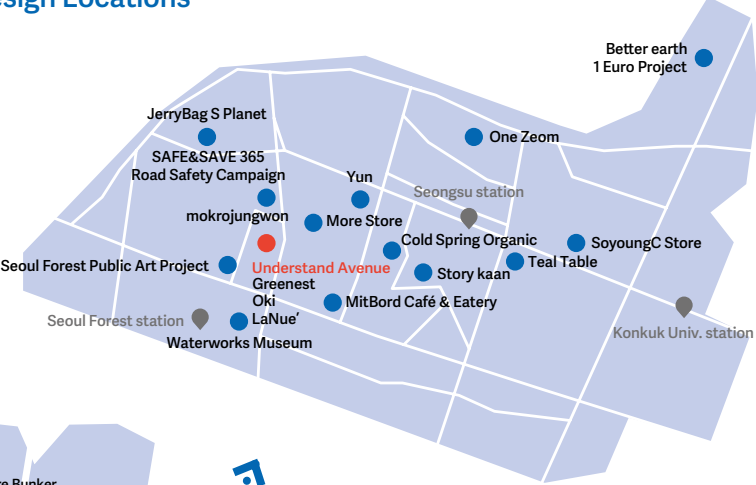 sign Locations
Better earth
1 Euro Project
JerryBag S Planet
One Zeom
SAFE&SAVE 365
Road Safety Campaign
Yun
Seongsu station
mokrojungwon
More Store
Cold Spring Organic
SoyoungC Store
Seoul Forest Public Art Project
Understand Avenue
Teal Table
Story kaan
Greenest
Oki
MitBord Café & Eatery
Seoul Forest station
LaNue’
Konkuk Univ. station
Waterworks Museum
re Bunker